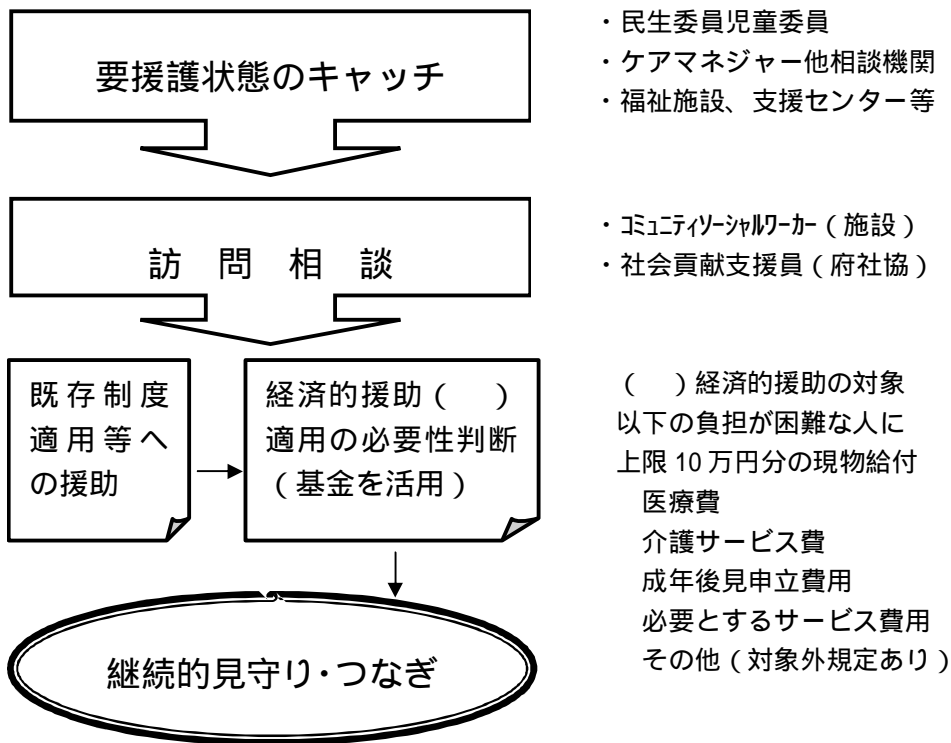 要援護状態のキャッチ
・民生委員児童委員
・ケアマネジャー他相談機関
・福祉施設、支援センター等
訪 問 相 談
・ｺﾐｭﾆﾃｨｿｰｼｬﾙﾜｰｶｰ（施設）
・社会貢献支援員（府社協）
既存制度
適用等へ
の援助
経済的援助（　）
適用の必要性判断
（基金を活用）
（　）経済的援助の対象
以下の負担が困難な人に
上限 10 万円分の現物給付
医療費
介護サービス費
成年後見申立費用
必要とするサービス費用
その他（対象外規定あり）
継続的見守り・つなぎ